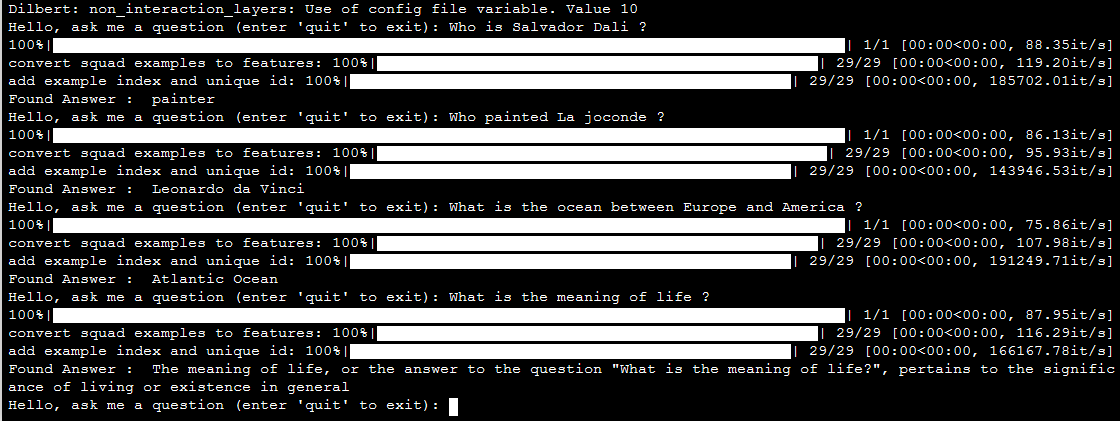 Dilbert: non_interaction_layers: Use of config file variable. Value 10
Hello, ask me a question (enter 'quit' to exit): Who is Salvador Dali ?
100%| | 1/1 [00:00<00:00, 88.35it/s]
convert squad examples to features: 100%| | 29/29 [00:00<00:00, 119.20it/s]
add example index and unique id: 100%| | 29/29 [00:00<00:00, 185702.01it/s]
Found Answer :  painter
Hello, ask me a question (enter 'quit' to exit): Who painted La joconde ?
100%| | 1/1 [00:00<00:00, 86.13it/s]
convert squad examples to features: 100%| | 29/29 [00:00<00:00, 95.93it/s]
add example index and unique id: 100%| | 29/29 [00:00<00:00, 143946.53it/s]
Found Answer :  Leonardo da Vinci
Hello, ask me a question (enter 'quit' to exit): What is the ocean between Europe and America ?
100%| | 1/1 [00:00<00:00, 75.86it/s]
convert squad examples to features: 100%| | 29/29 [00:00<00:00, 107.98it/s]
add example index and unique id: 100%| | 29/29 [00:00<00:00, 191249.71it/s]
Found Answer :  Atlantic Ocean
Hello, ask me a question (enter 'quit' to exit): What is the meaning of life ?
100%| | 1/1 [00:00<00:00, 87.95it/s]
convert squad examples to features: 100%| | 29/29 [00:00<00:00, 116.29it/s]
add example index and unique id: 100%| | 29/29 [00:00<00:00, 166167.78it/s]
Found Answer :  The meaning of life, or the answer to the question "What is the meaning of life?", pertains to the signific
ance of living or existence in general
Hello, ask me a question (enter 'quit' to exit):